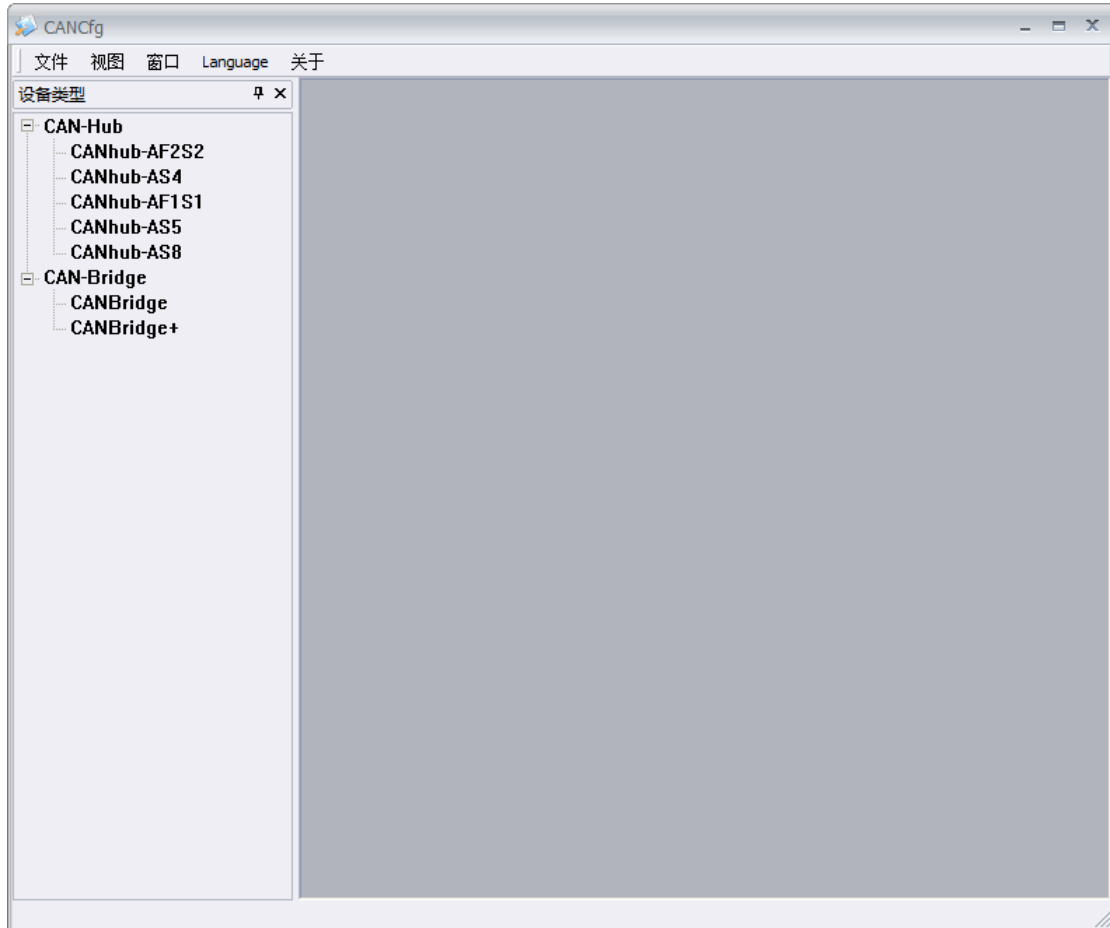 CANCfg
文件 视图 窗口 Language 关于
设备类型
CAN-Hub
CANhub-AF2S2
CANhub-AS4
CANhub-AF1S1
CANhub-AS5
CANhub-AS8
CAN-Bridge
CANBridge
CANBridge+